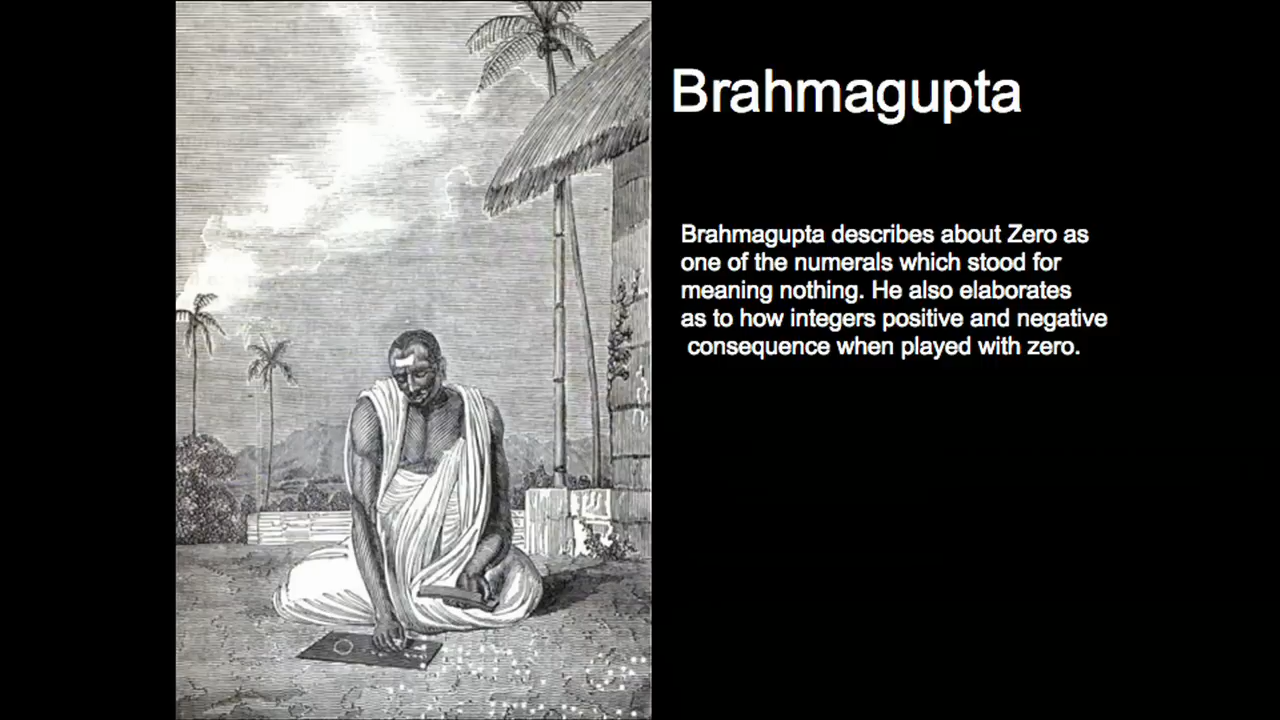 Brahmagupta
Brahmagupta describes about Zero as
one of the numerals which stood for
meaning nothing. He also elaborates
as to how integers positive and negative
consequence when played with zero.